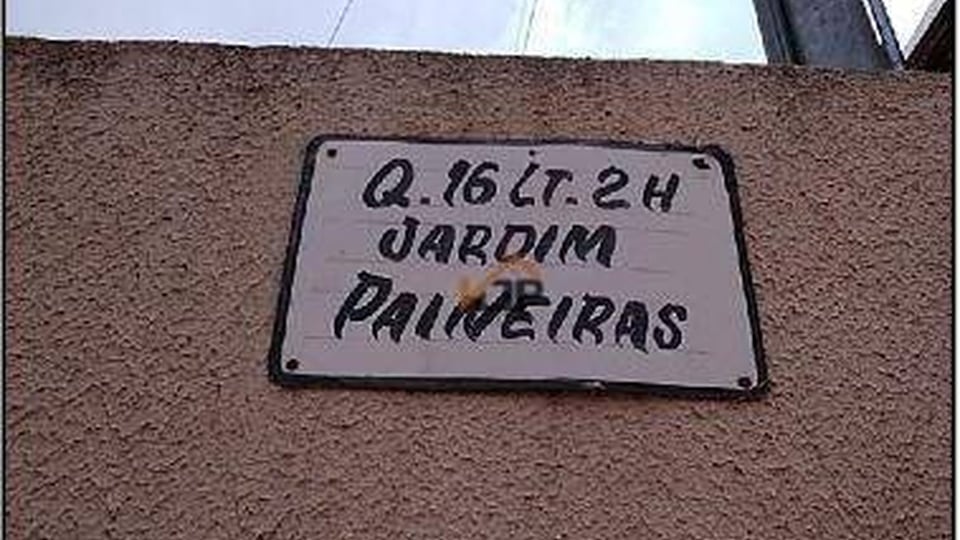 Q.16 LT. 2H
JARDIM
PAINEIRAS